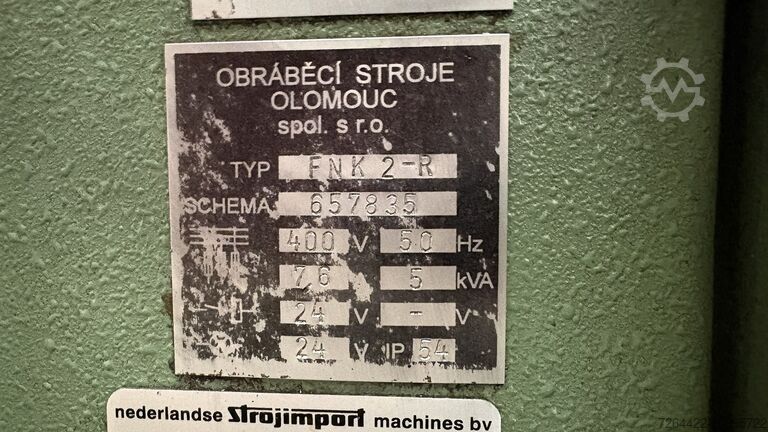 OBRÁBĚCÍ STROJE
OLOMOUC
spol. s r.o.
TYP FNK 2-R
SCHEMA 657835
400 V 50 Hz
7,6 5 kVA
24 V - V
24 V IP 54
nederlandse Strojimport machines bv